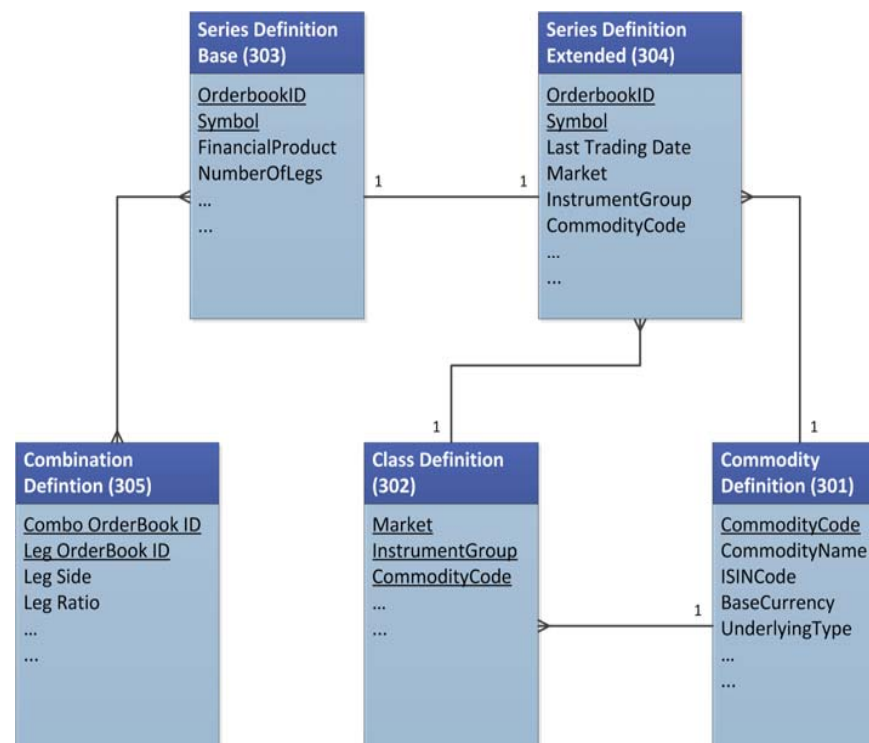 Series Definition
Base (303)
OrderbookID
Symbol
FinancialProduct
NumberOfLegs
...
...
Series Definition
Extended (304)
OrderbookID
Symbol
Last Trading Date
Market
InstrumentGroup
CommodityCode
...
...
1
1
1
1
1
Combination
Defintion (305)
Combo OrderBook ID
Leg OrderBook ID
Leg Side
Leg Ratio
...
...
Class Definition
(302)
Market
InstrumentGroup
CommodityCode
...
...
Commodity
Definition (301)
CommodityCode
CommodityName
ISINCode
BaseCurrency
UnderlyingType
...
...